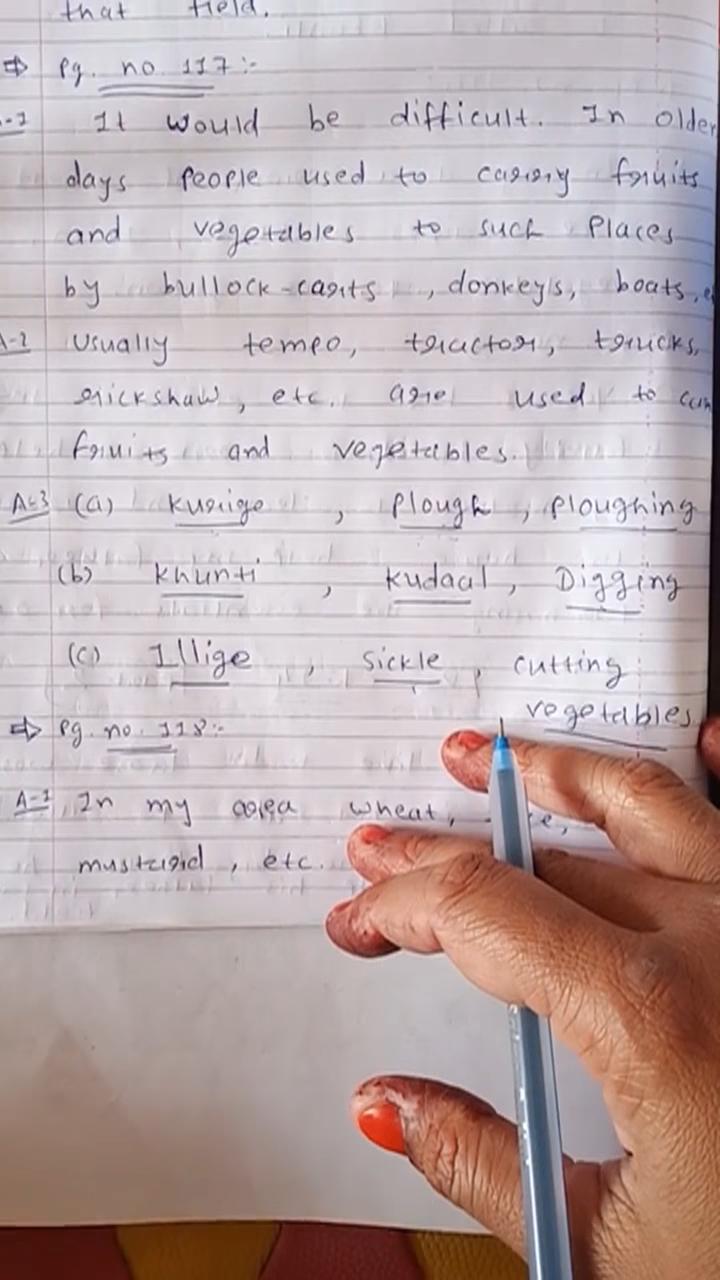 that field.
⇒ Pg. no. 117:-
A-1 It would be difficult. In older
days people used to carry fruits
and vegetables to such places
by bullock-carts, donkeys, boats,
A-2 Usually tempo, tractor, trucks,
rickshaw, etc. are used to
fruits and vegetables.
A-3 (a) Kurige, Plough, ploughing
(b) Khunti, Kudaal, Digging
(c) Illige, Sickle, cutting
vegetables
⇒ Pg. no. 118:-
A-1 In my area wheat,
mustard, etc.